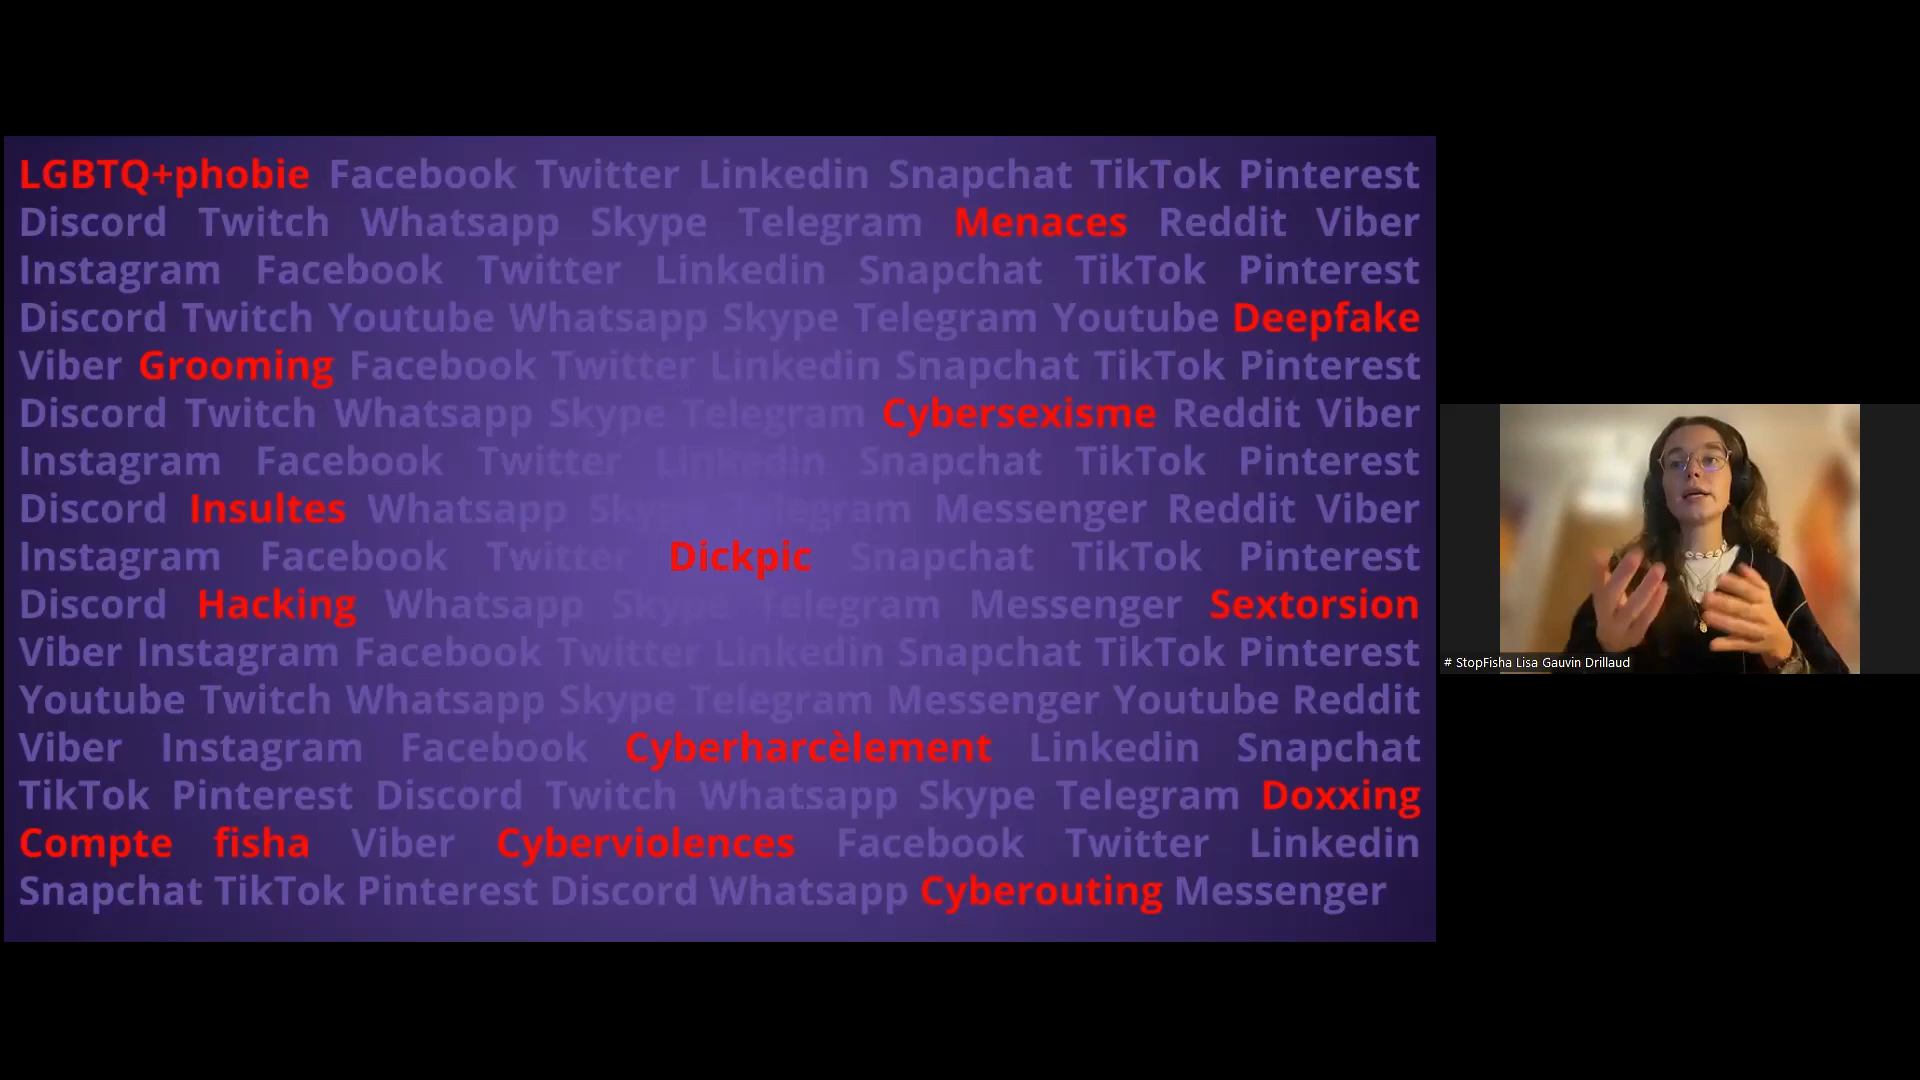 LGBTQ+phobie Facebook Twitter Linkedin Snapchat TikTok Pinterest
Discord Twitch Whatsapp Skype Telegram Menaces Reddit Viber
Instagram Facebook Twitter Linkedin Snapchat TikTok Pinterest
Discord Twitch Youtube Whatsapp Skype Telegram Youtube Deepfake
Viber Grooming Facebook Twitter Linkedin Snapchat TikTok Pinterest
Discord Twitch Whatsapp Skype Telegram Cybersexisme Reddit Viber
Instagram Facebook Twitter Linkedin Snapchat TikTok Pinterest
Discord Insultes Whatsapp Skype Telegram Messenger Reddit Viber
Instagram Facebook Twitter Dickpic Snapchat TikTok Pinterest
Discord Hacking Whatsapp Skype Telegram Messenger Sextorsion
Viber Instagram Facebook Twitter Linkedin Snapchat TikTok Pinterest
Youtube Twitch Whatsapp Skype Telegram Messenger Youtube Reddit
Viber Instagram Facebook Cyberharcèlement Linkedin Snapchat
TikTok Pinterest Discord Twitch Whatsapp Skype Telegram Doxxing
Compte fisha Viber Cyberviolences Facebook Twitter Linkedin
Snapchat TikTok Pinterest Discord Whatsapp Cyberouting Messenger
# StopFisha Lisa Gauvin Drillaud